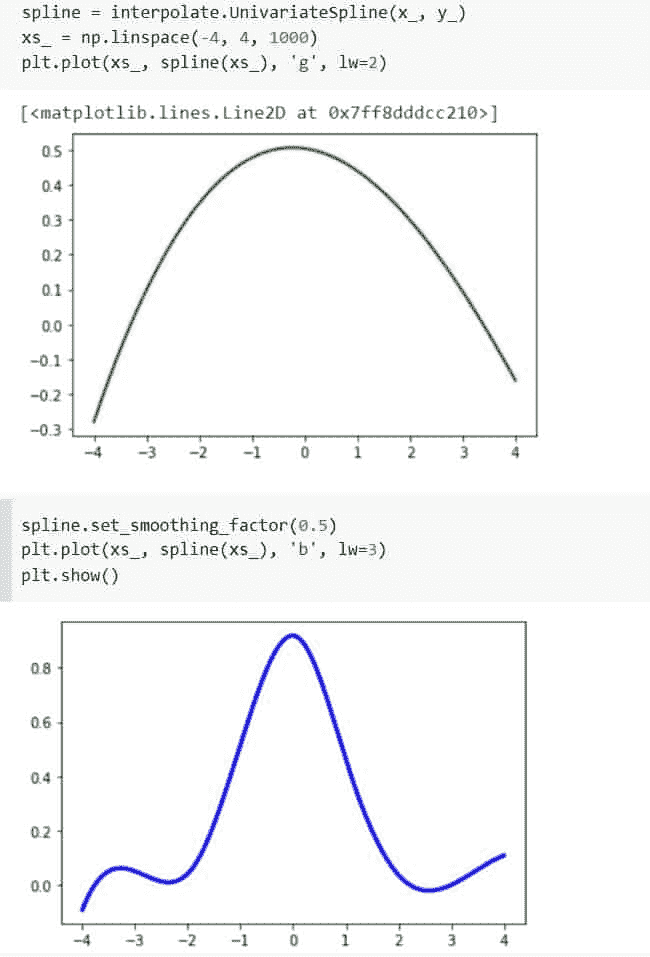 spline = interpolate.UnivariateSpline(x_, y_)
xs_ = np.linspace(-4, 4, 1000)
plt.plot(xs_, spline(xs_), 'g', lw=2)
[<matplotlib.lines.Line2D at 0x7ff8dddcc210>]
0.5
0.4
0.3
0.2
0.1
0.0
−0.1
−0.2
−0.3
−4 −3 −2 −1 0 1 2 3 4
spline.set_smoothing_factor(0.5)
plt.plot(xs_, spline(xs_), 'b', lw=3)
plt.show()
0.8
0.6
0.4
0.2
0.0
−4 −3 −2 −1 0 1 2 3 4